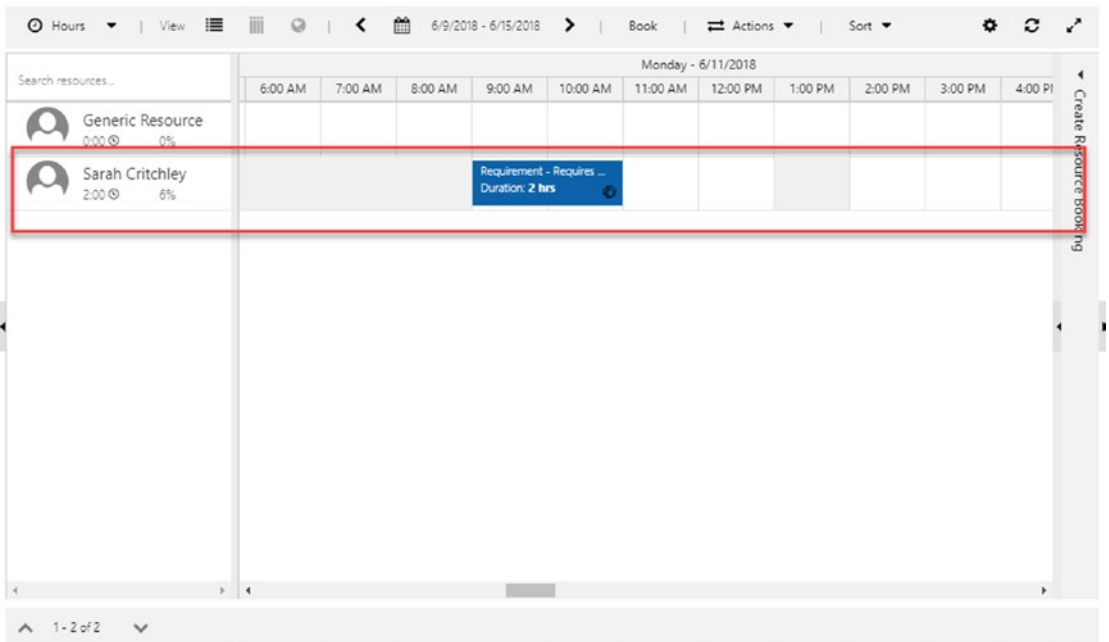 Hours | View | 6/9/2018 - 6/15/2018 | Book | Actions | Sort
Search resources...
Monday - 6/11/2018
6:00 AM 7:00 AM 8:00 AM 9:00 AM 10:00 AM 11:00 AM 12:00 PM 1:00 PM 2:00 PM 3:00 PM 4:00 PM
Generic Resource
0:00 0%
Sarah Critchley
2:00 6%
Requirement - Requires ...
Duration: 2 hrs
Create Resource Booking
1 - 2 of 2